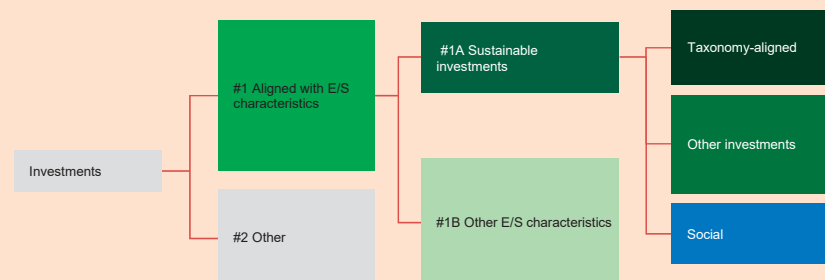 Investments
#1 Aligned with E/S
characteristics
#2 Other
#1A Sustainable
investments
#1B Other E/S characteristics
Taxonomy-aligned
Other investments
Social